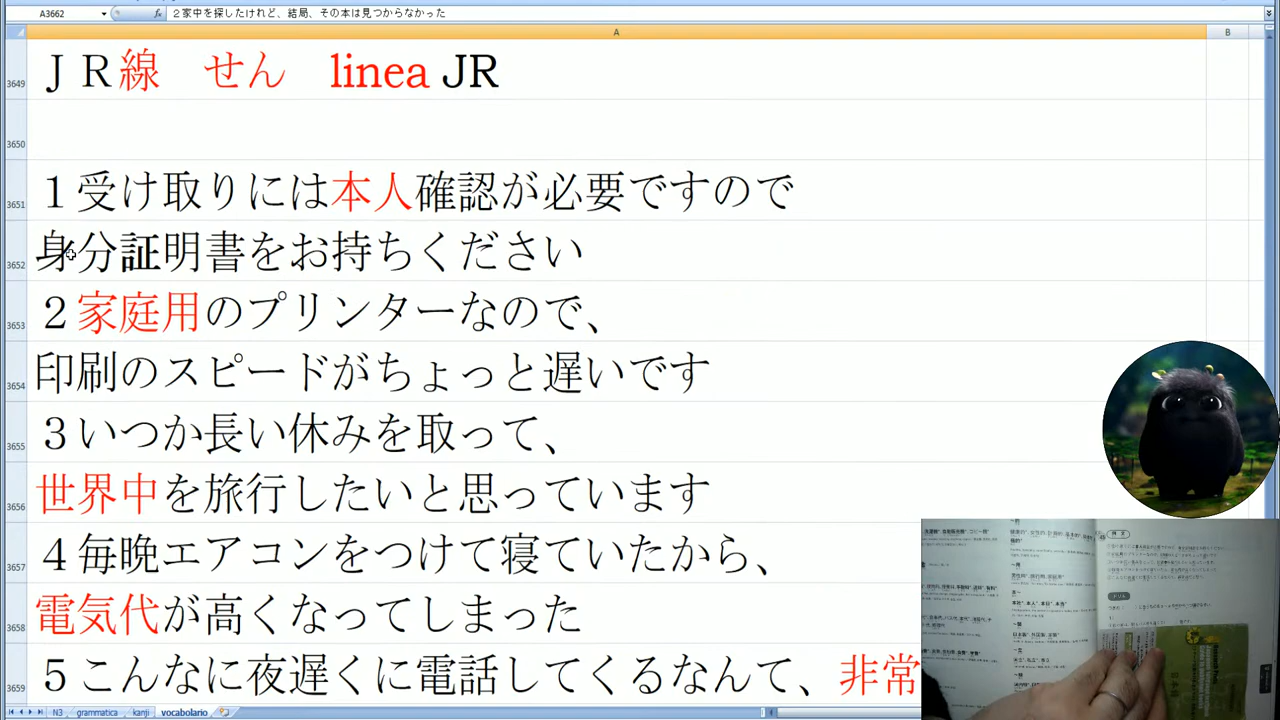 A3662
fx
２家中を探したけれど、結局、その本は見つからなかった
A
B
3649
ＪＲ線　せん　linea JR
3650
3651
１受け取りには本人確認が必要ですので
3652
身分証明書をお持ちください
3653
２家庭用のプリンターなので、
3654
印刷のスピードがちょっと遅いです
3655
３いつか長い休みを取って、
3656
世界中を旅行したいと思っています
3657
４毎晩エアコンをつけて寝ていたから、
3658
電気代が高くなってしまった
3659
５こんなに夜遅くに電話してくるなんて、非常
N3
grammatica
kanji
vocabolario